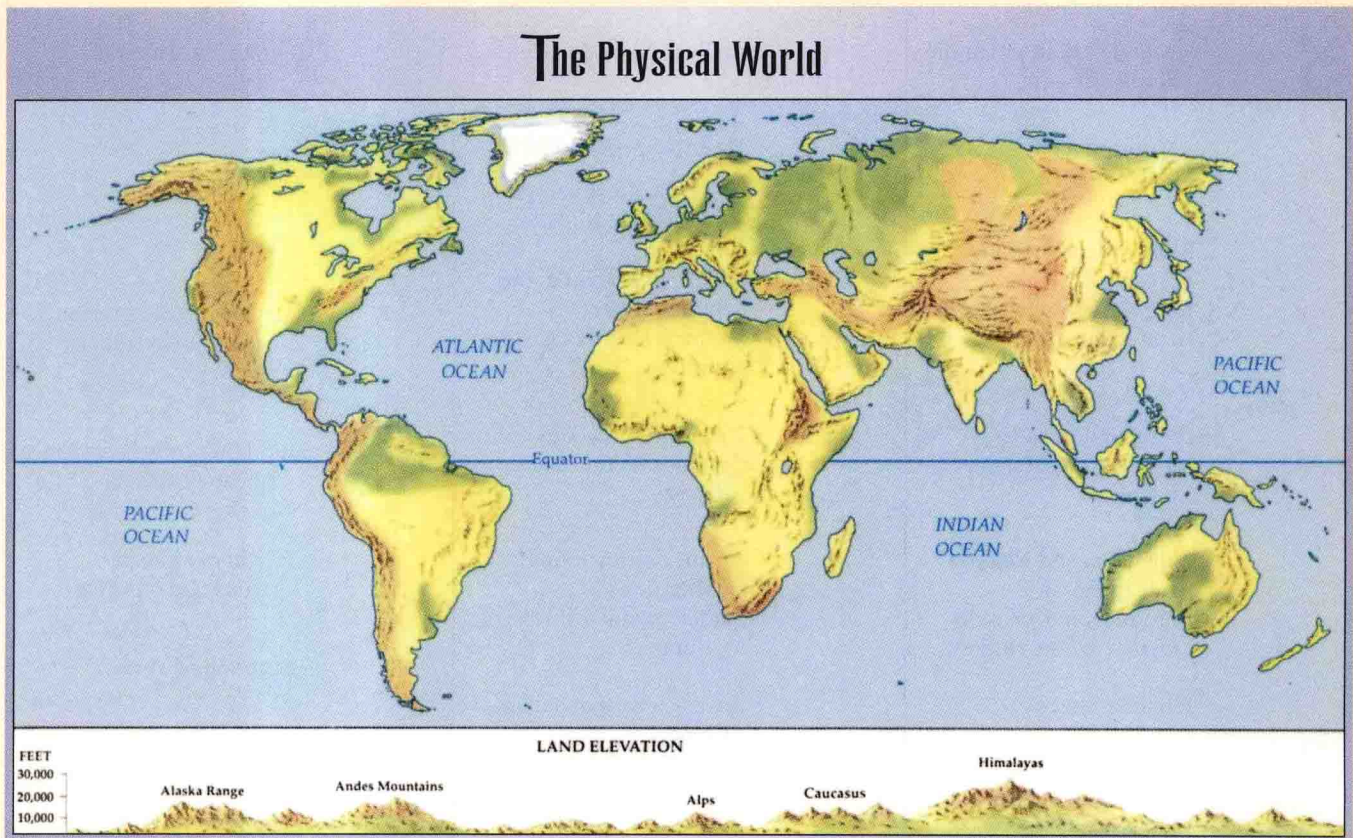 The Physical World
ATLANTIC
OCEAN
PACIFIC
OCEAN
Equator
PACIFIC
OCEAN
INDIAN
OCEAN
LAND ELEVATION
FEET
30,000
20,000
10,000
Alaska Range
Andes Mountains
Alps
Caucasus
Himalayas